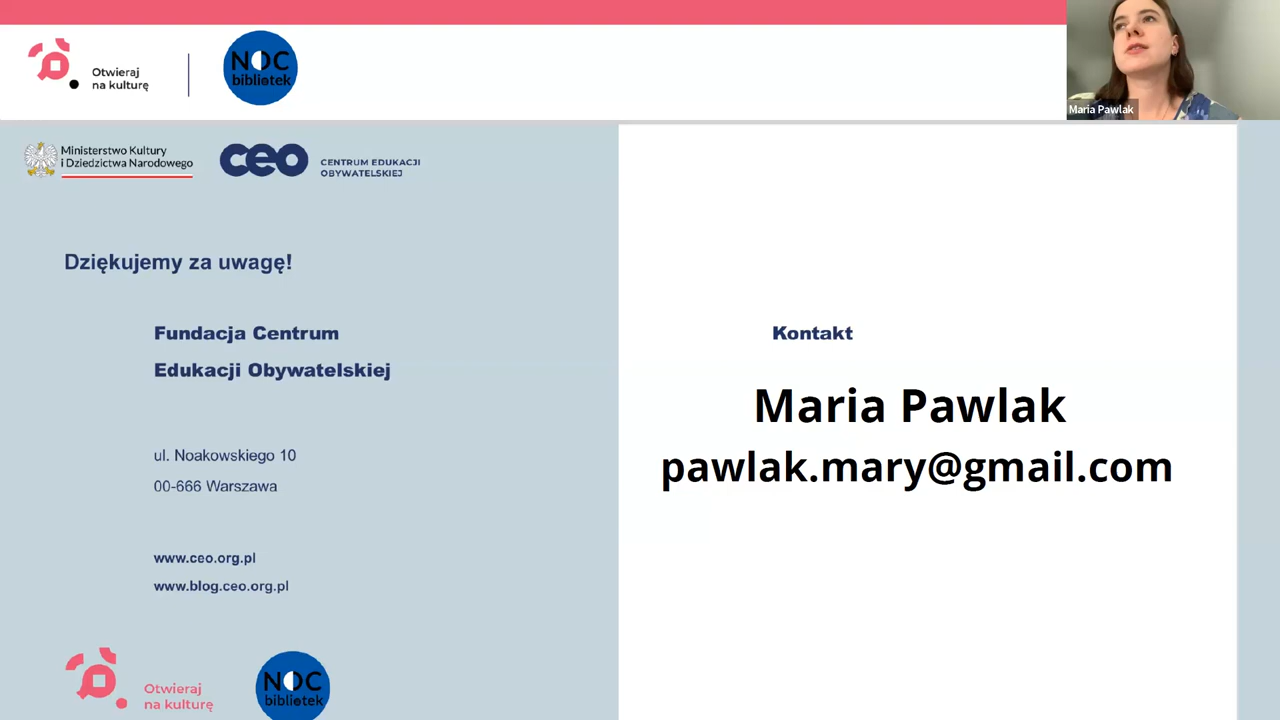 Otwieraj
na kulturę
NOC
bibliotek
Maria Pawlak
Ministerstwo Kultury
i Dziedzictwa Narodowego
ceo
CENTRUM EDUKACJI
OBYWATELSKIEJ
Dziękujemy za uwagę!
Fundacja Centrum
Edukacji Obywatelskiej
ul. Noakowskiego 10
00-666 Warszawa
www.ceo.org.pl
www.blog.ceo.org.pl
Kontakt
Maria Pawlak
pawlak.mary@gmail.com
Otwieraj
na kulturę
NOC
bibliotek